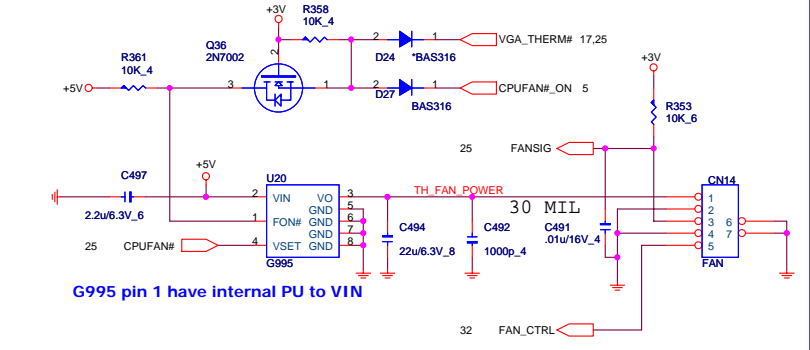 +3V
R358
10K_4
R361
10K_4
Q36
2N7002
2
2
1
VGA_THERM# 17,25
D24
*BAS316
+5V
3
1
2
1
CPUFAN#_ON 5
D27
BAS316
+3V
R353
10K_6
25 FANSIG
+5V
C497
2.2u/6.3V_6
U20
2 VIN
VO 3
GND 5
1 FON#
GND 6
GND 7
4 VSET
GND 8
G995
25 CPUFAN#
TH_FAN_POWER
30 MIL
C494
22u/6.3V_8
C492
1000p_4
C491
.01u/16V_4
CN14
1
2
3 6
4 7
5
FAN
G995 pin 1 have internal PU to VIN
32 FAN_CTRL